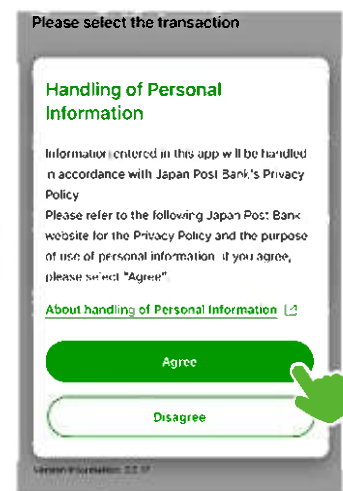 Please select the transaction
Handling of Personal
Information
Information entered in this app will be handled
in accordance with Japan Post Bank's Privacy
Policy
Please refer to the following Japan Post Bank
website for the Privacy Policy and the purpose
of use of personal information. If you agree,
please select "Agree".
About handling of Personal Information
Agree
Disagree
Version Information: